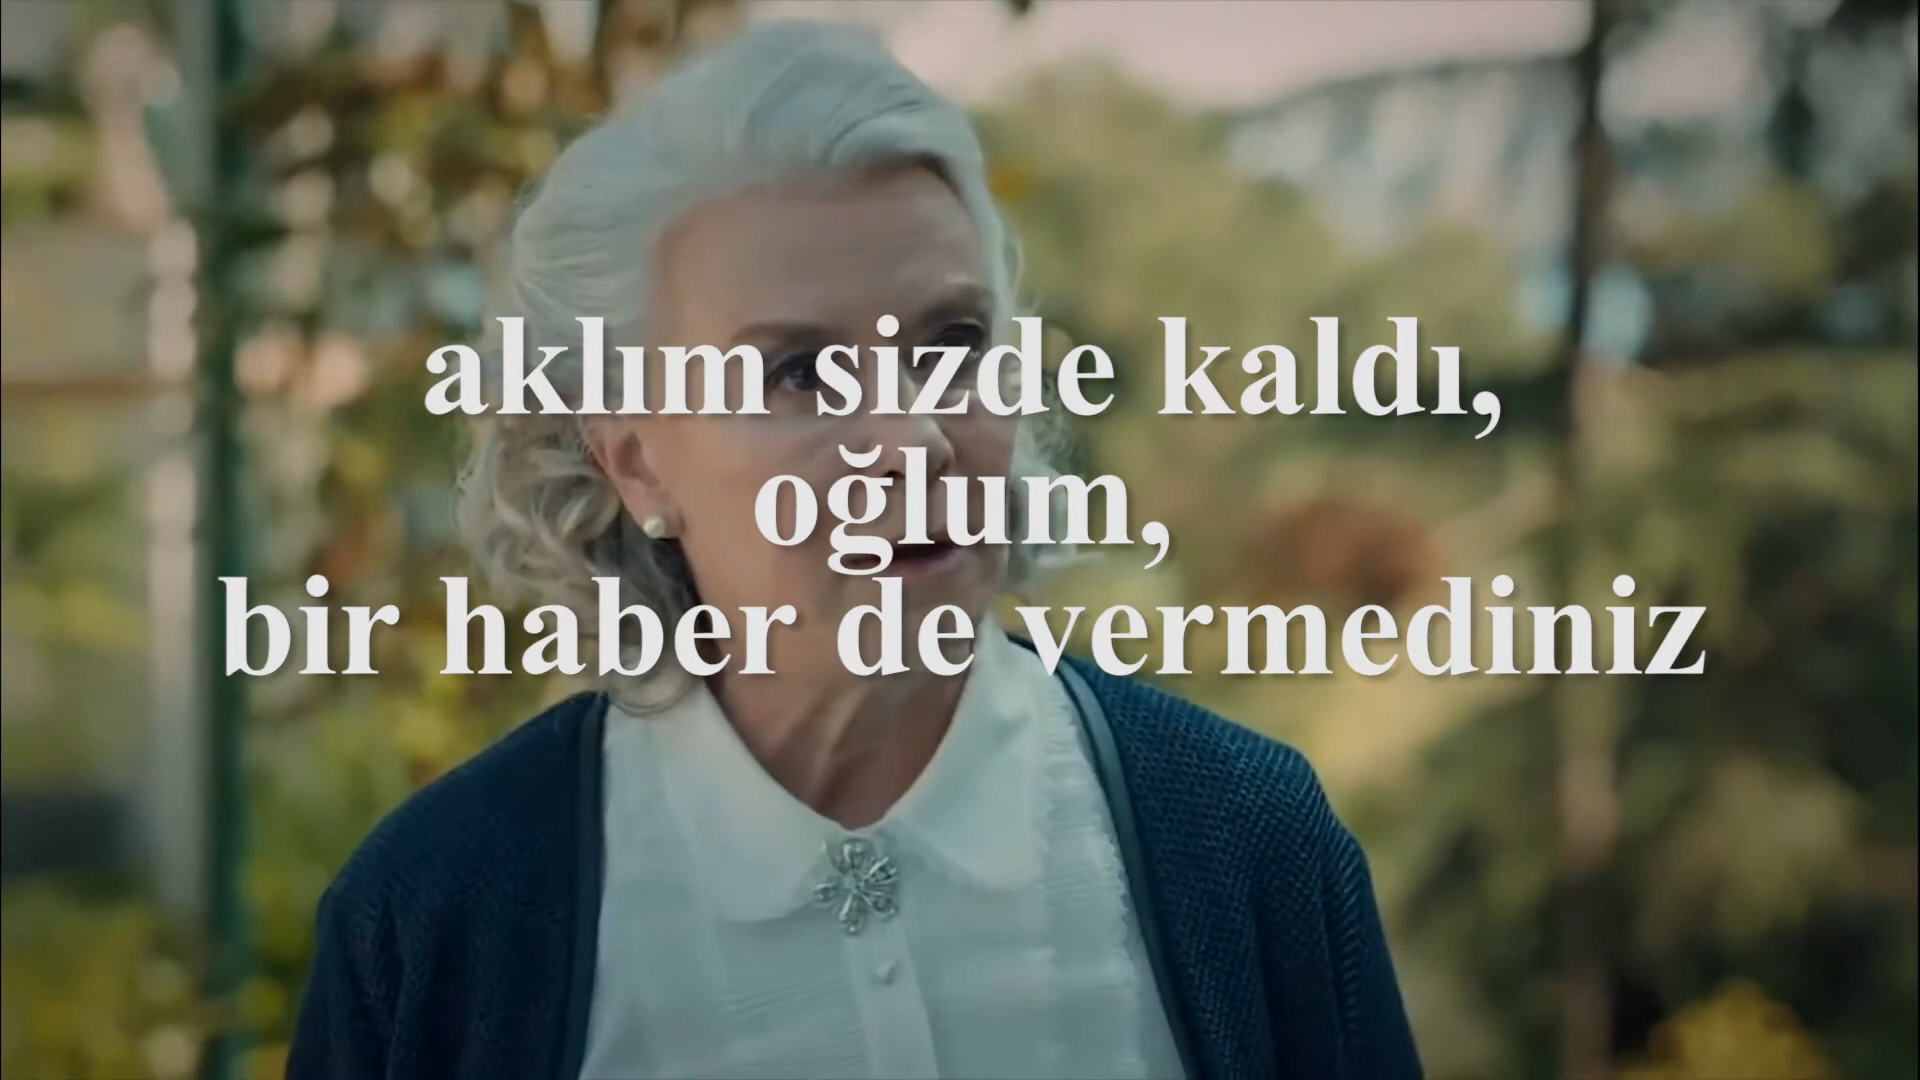 aklım sizde kaldı,
oğlum,
bir haber de vermediniz